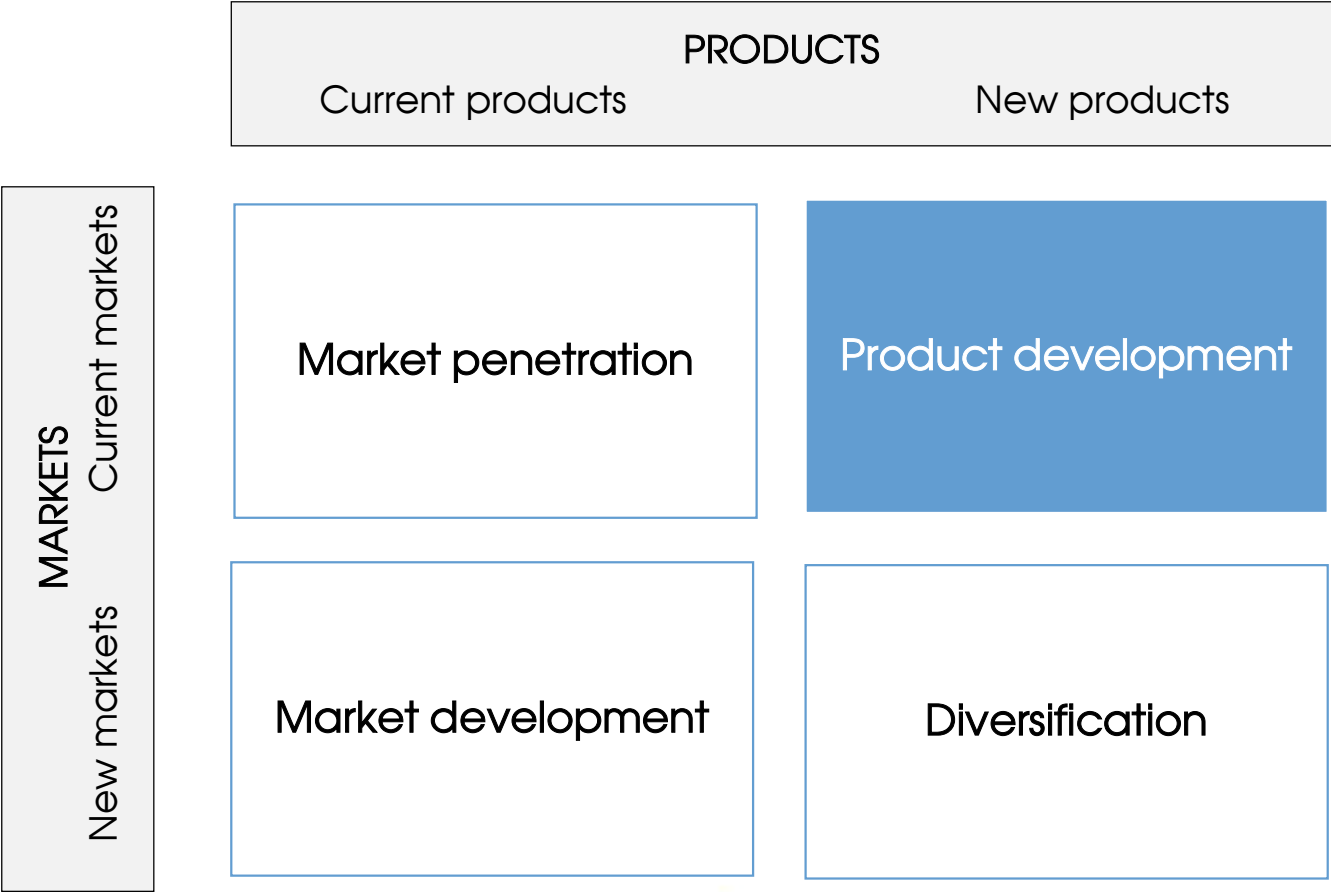 PRODUCTS
Current products New products
MARKETS
Current markets
New markets
Market penetration
Product development
Market development
Diversification